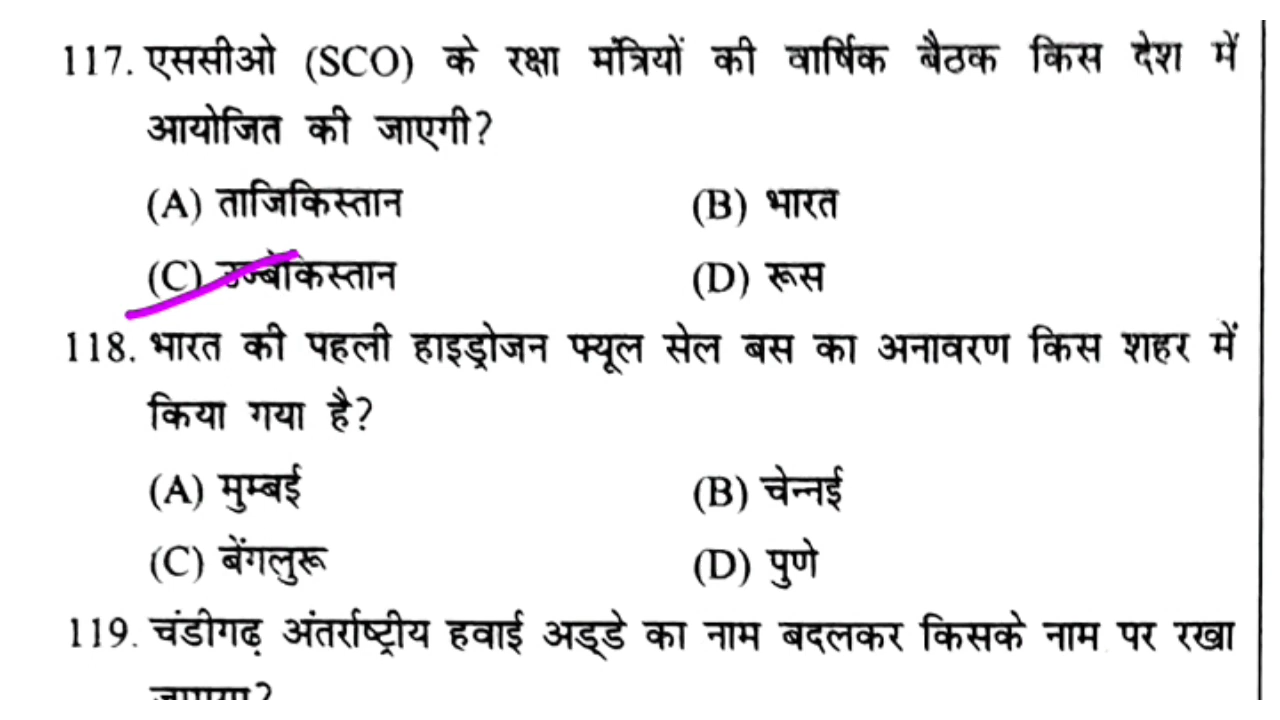 117. एससीओ (SCO) के रक्षा मंत्रियों की वार्षिक बैठक किस देश में
आयोजित की जाएगी?
(A) ताजिकिस्तान (B) भारत
(C) उज्बेकिस्तान (D) रूस
118. भारत की पहली हाइड्रोजन फ्यूल सेल बस का अनावरण किस शहर में
किया गया है?
(A) मुम्बई (B) चेन्नई
(C) बेंगलुरू (D) पुणे
119. चंडीगढ़ अंतर्राष्ट्रीय हवाई अड्डे का नाम बदलकर किसके नाम पर रखा